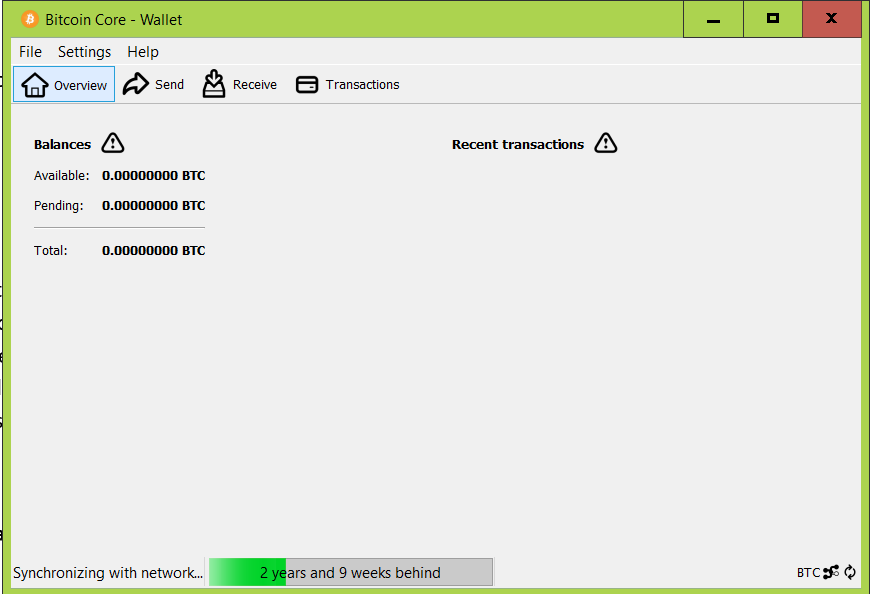 Bitcoin Core - Wallet
File Settings Help
Overview Send Receive Transactions
Balances Recent transactions
Available: 0.00000000 BTC
Pending: 0.00000000 BTC
Total: 0.00000000 BTC
Synchronizing with network... 2 years and 9 weeks behind BTC